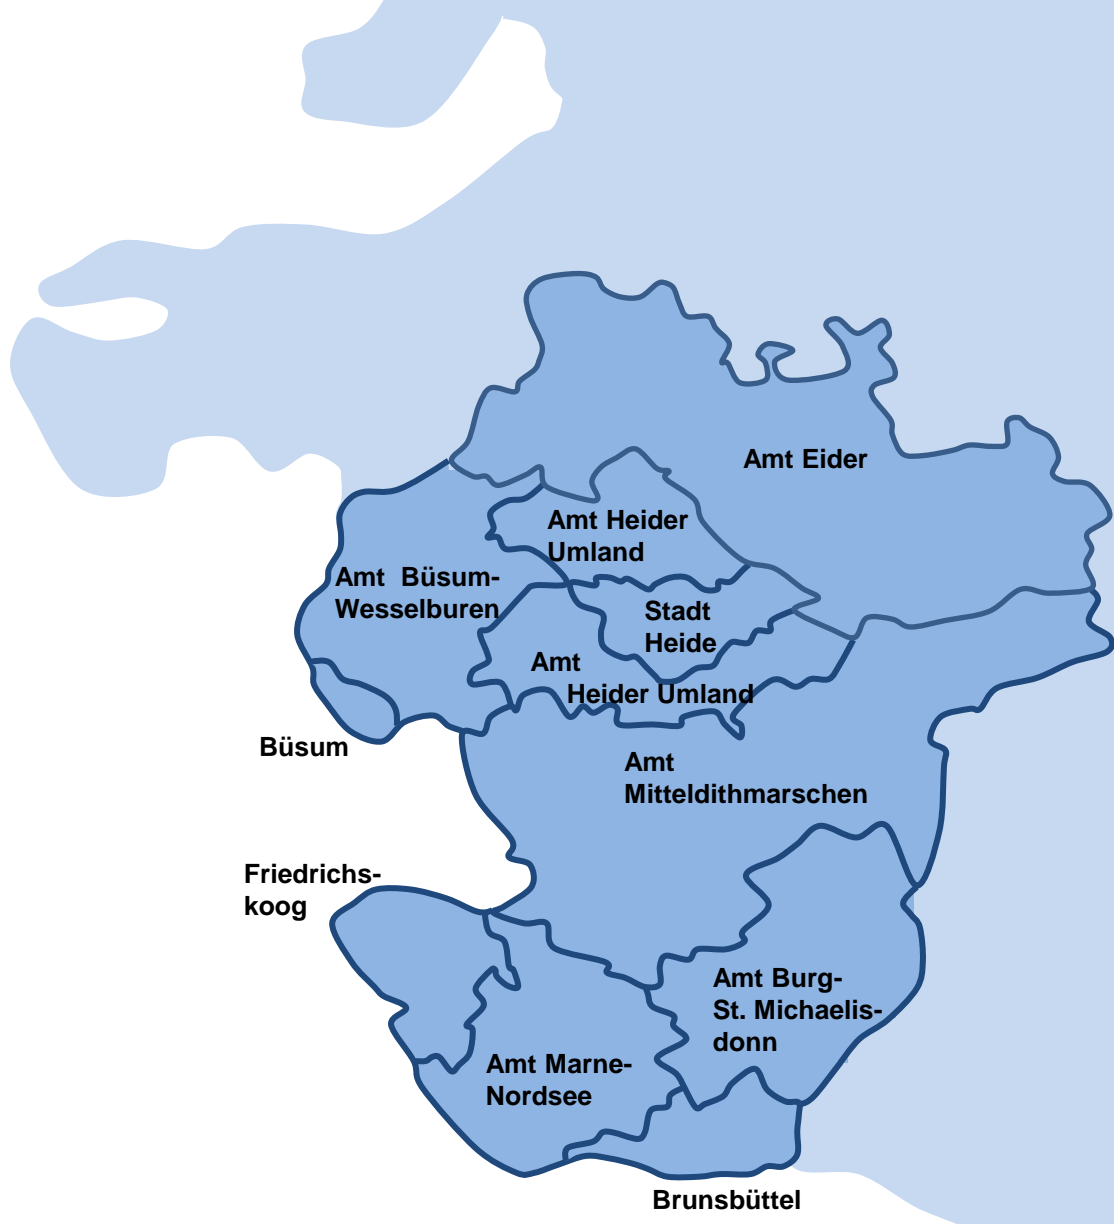 Amt Eider
Amt Heider
Umland
Amt Büsum-
Wesselburen
Stadt
Heide
Amt
Heider Umland
Büsum
Amt
Mitteldithmarschen
Friedrichs-
koog
Amt Burg-
St. Michaelis-
donn
Amt Marne-
Nordsee
Brunsbüttel